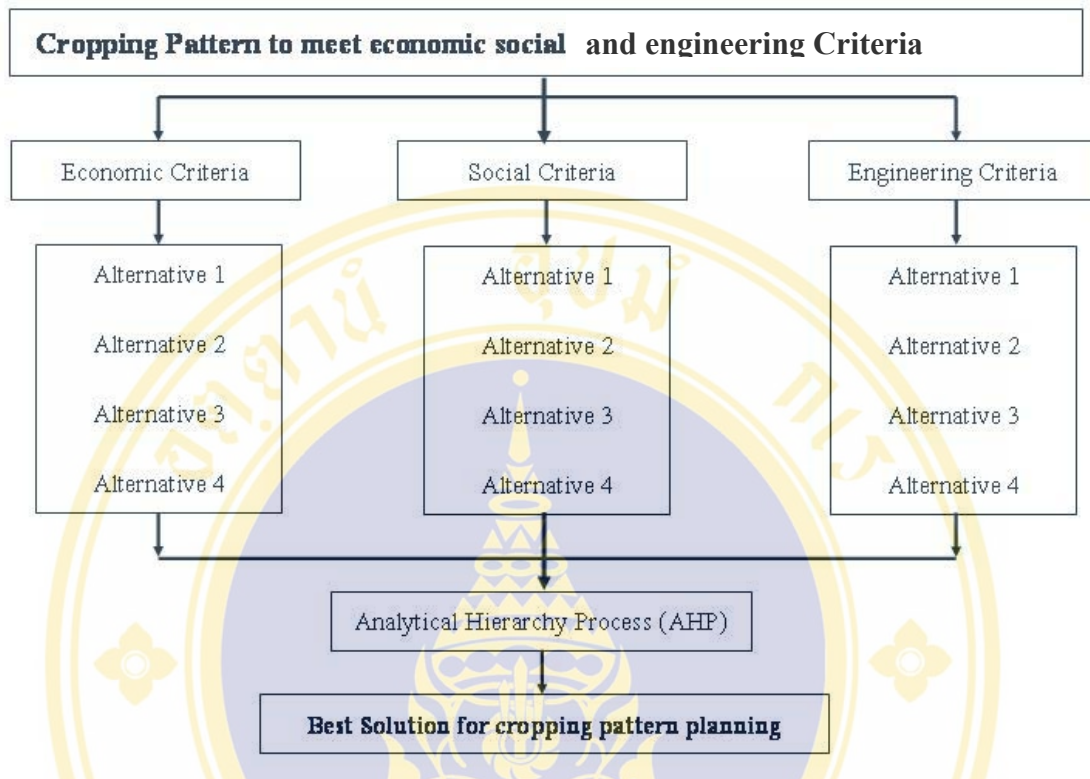 Cropping Pattern to meet economic social and engineering Criteria
Economic Criteria
Social Criteria
Engineering Criteria
Alternative 1
Alternative 2
Alternative 3
Alternative 4
Alternative 1
Alternative 2
Alternative 3
Alternative 4
Alternative 1
Alternative 2
Alternative 3
Alternative 4
Analytical Hierarchy Process (AHP)
Best Solution for cropping pattern planning